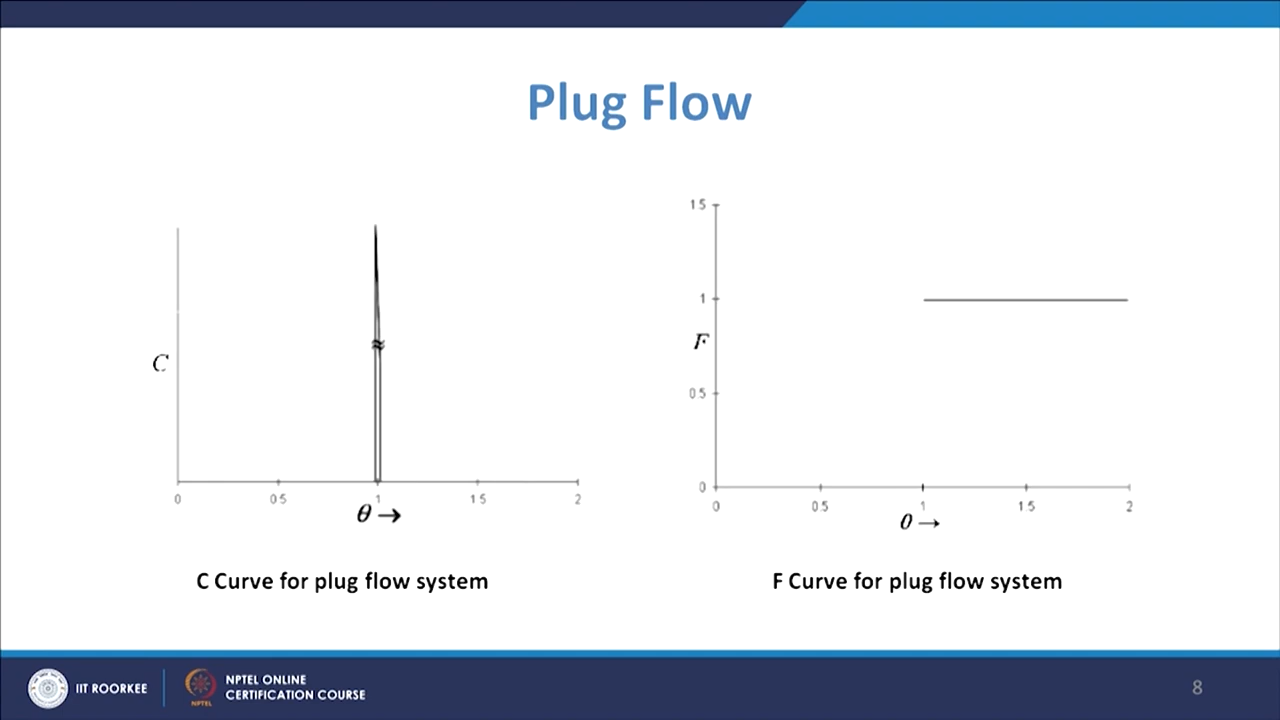 Plug Flow
C
0 0.5 1 1.5 2
θ →
C Curve for plug flow system
1.5
1
F
0.5
0
0 0.5 1 1.5 2
θ →
F Curve for plug flow system
IIT ROORKEE
NPTEL
NPTEL ONLINE
CERTIFICATION COURSE
8